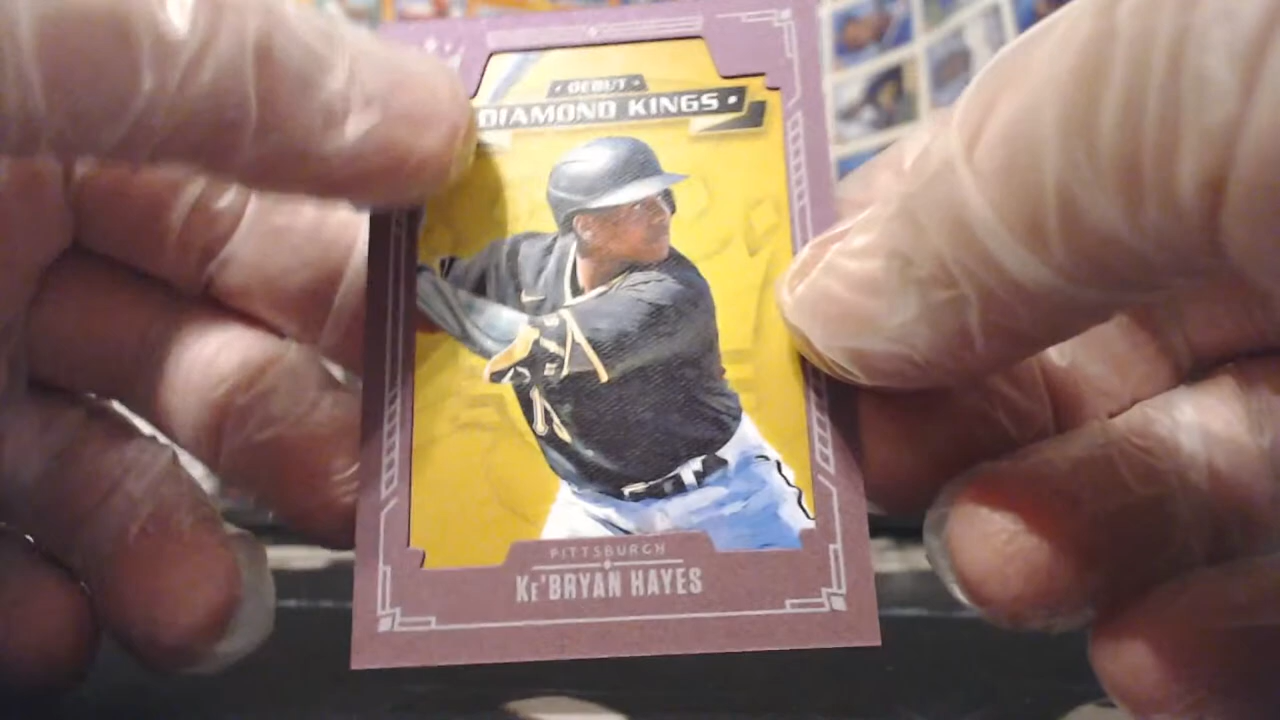 • DEBUT •
DIAMOND KINGS •
PITTSBURGH
KE'BRYAN HAYES